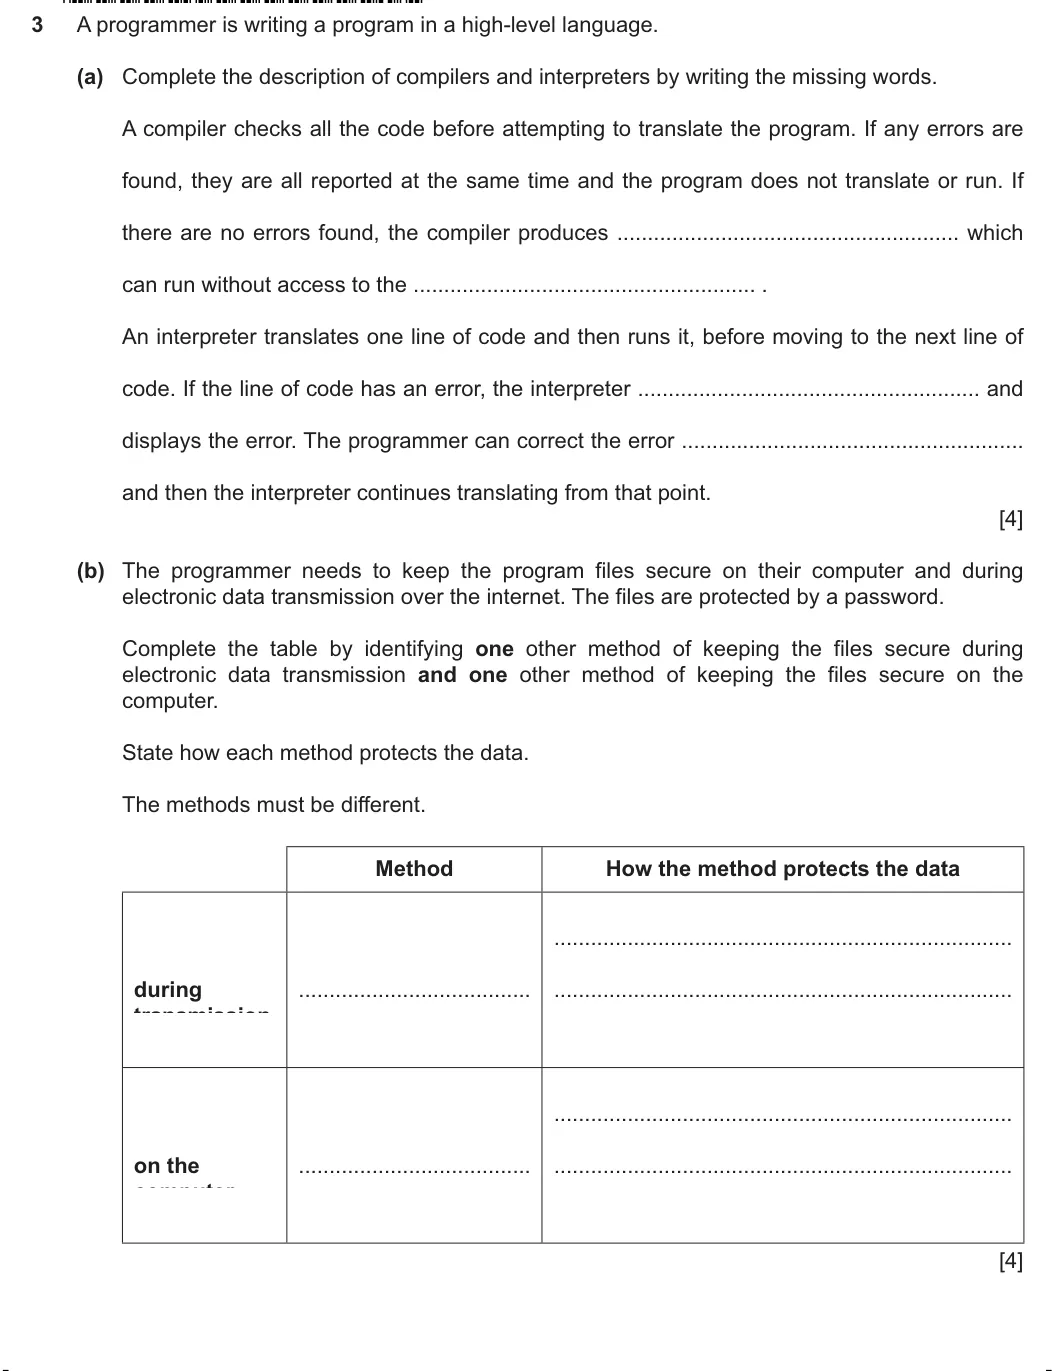 3 A programmer is writing a program in a high-level language.
(a) Complete the description of compilers and interpreters by writing the missing words.
A compiler checks all the code before attempting to translate the program. If any errors are
found, they are all reported at the same time and the program does not translate or run. If
there are no errors found, the compiler produces ........................................................ which
can run without access to the ........................................................ .
An interpreter translates one line of code and then runs it, before moving to the next line of
code. If the line of code has an error, the interpreter ........................................................ and
displays the error. The programmer can correct the error ........................................................
and then the interpreter continues translating from that point.
[4]
(b) The programmer needs to keep the program files secure on their computer and during
electronic data transmission over the internet. The files are protected by a password.
Complete the table by identifying one other method of keeping the files secure during
electronic data transmission and one other method of keeping the files secure on the
computer.
State how each method protects the data.
The methods must be different.
Method How the method protects the data
...........................................................................
during ...................................... ...........................................................................
...........................................................................
on the ...................................... ...........................................................................
[4]